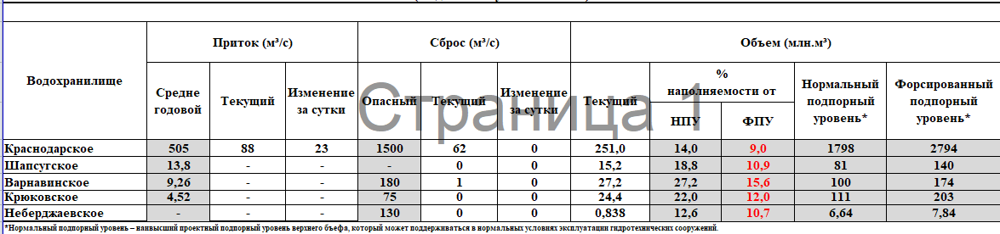 Приток (м³/с) Сброс (м³/с) Объем (млн.м³)
Водохранилище Средне годовой Текущий Изменение за сутки Опасный Текущий Изменение за сутки Текущий % наполняемости от НПУ ФПУ Нормальный подпорный уровень* Форсированный подпорный уровень*
Страница 1
Краснодарское 505 88 23 1500 62 0 251,0 14,0 9,0 1798 2794
Шапсугское 13,8 - - - 0 0 15,2 18,8 10,9 81 140
Варнавинское 9,26 - - 180 1 0 27,2 27,2 15,6 100 174
Крюковское 4,52 - - 75 0 0 24,4 22,0 12,0 111 203
Неберджаевское - - - 130 0 0 0,838 12,6 10,7 6,64 7,84
*Нормальный подпорный уровень – наивысший проектный подпорный уровень верхнего бьефа, который может поддерживаться в нормальных условиях эксплуатации гидротехнических сооружений.